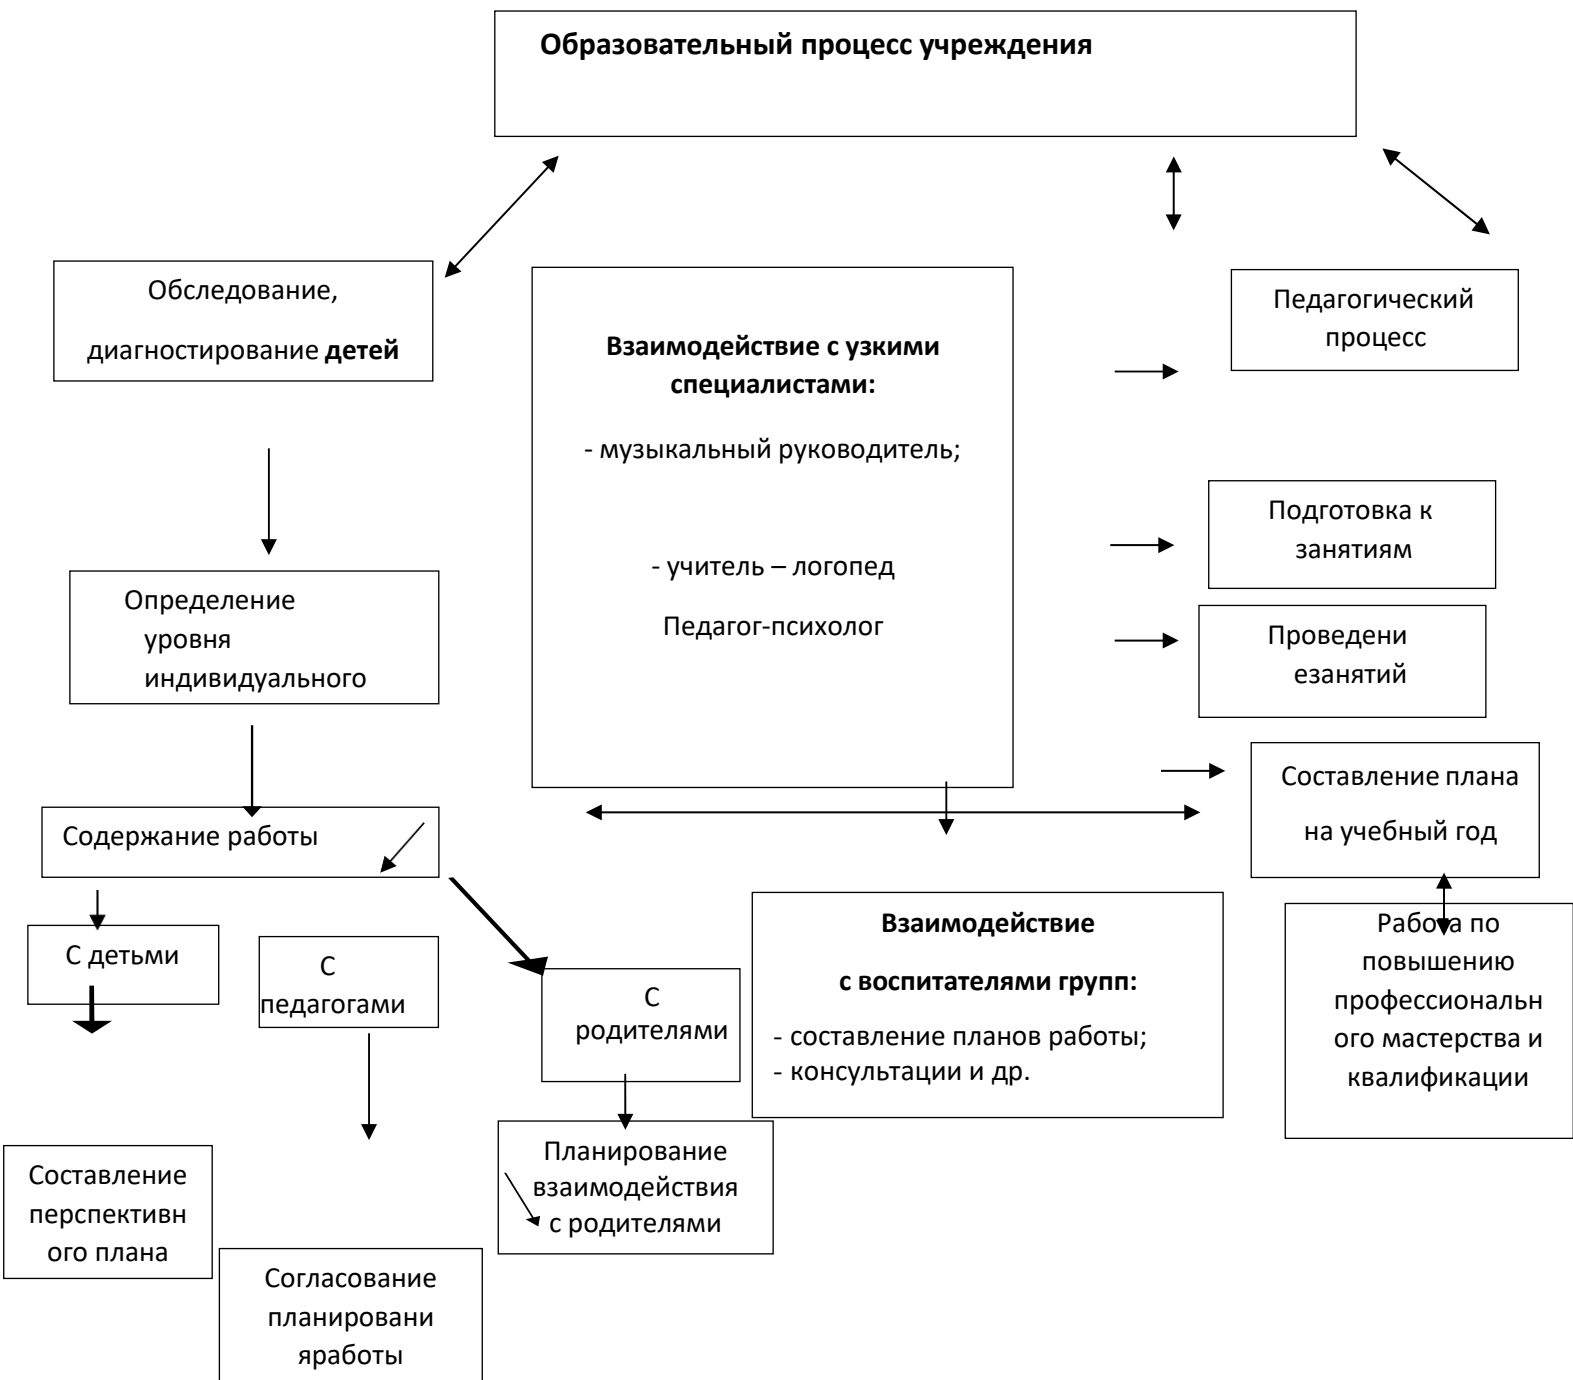 Образовательный процесс учреждения
Обследование,
диагностирование детей
Взаимодействие с узкими
специалистами:
- музыкальный руководитель;
- учитель – логопед
Педагог-психолог
Педагогический
процесс
Подготовка к
занятиям
Проведени
езанятий
Определение
уровня
индивидуального
Составление плана
на учебный год
Содержание работы
С детьми
С
педагогами
С
родителями
Взаимодействие
с воспитателями групп:
- составление планов работы;
- консультации и др.
Работа по
повышению
профессиональн
ого мастерства и
квалификации
Планирование
взаимодействия
с родителями
Составление
перспективн
ого плана
Согласование
планировани
яработы